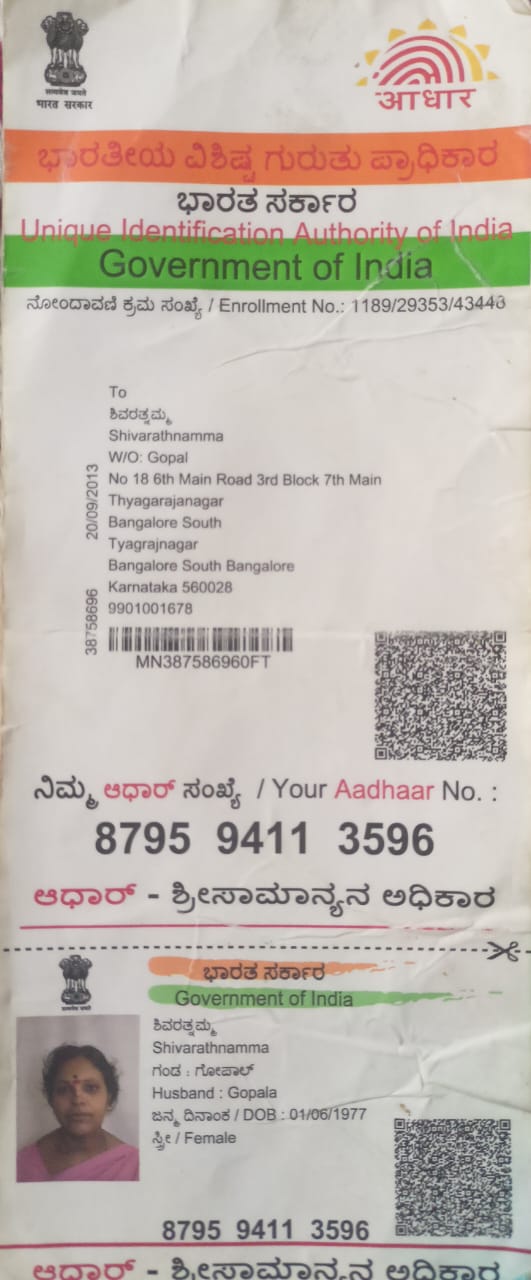 सत्यमेव जयते
भारत सरकार
आधार
ಭಾರತೀಯ ವಿಶಿಷ್ಟ ಗುರುತು ಪ್ರಾಧಿಕಾರ
ಭಾರತ ಸರ್ಕಾರ
Unique Identification Authority of India
Government of India
ನೋಂದಾವಣಿ ಕ್ರಮ ಸಂಖ್ಯೆ / Enrollment No.: 1189/29353/43446
To
ಶಿವರತ್ನಮ್ಮ
Shivarathnamma
W/O: Gopal
No 18 6th Main Road 3rd Block 7th Main
Thyagarajanagar
Bangalore South
Tyagrajnagar
Bangalore South Bangalore
Karnataka 560028
9901001678
20/09/2013
38758696
MN387586960FT
ನಿಮ್ಮ ಆಧಾರ್ ಸಂಖ್ಯೆ / Your Aadhaar No. :
8795 9411 3596
ಆಧಾರ್ - ಶ್ರೀಸಾಮಾನ್ಯನ ಅಧಿಕಾರ
ಭಾರತ ಸರ್ಕಾರ
Government of India
ಶಿವರತ್ನಮ್ಮ
Shivarathnamma
ಗಂಡ : ಗೋಪಾಲ್
Husband : Gopala
ಜನ್ಮ ದಿನಾಂಕ / DOB : 01/06/1977
ಸ್ತ್ರೀ / Female
8795 9411 3596
ಆಧಾರ್ - ಶ್ರೀಸಾಮಾನ್ಯನ ಅಧಿಕಾರ